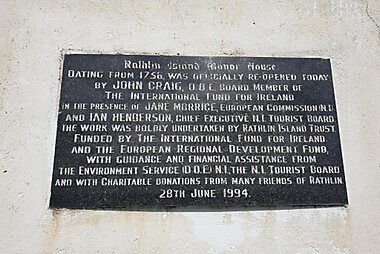 Rathlin Island Manor House
DATING FROM 1756, WAS OFFICIALLY RE-OPENED TODAY
BY JOHN CRAIG, O.B.E. BOARD MEMBER OF
THE INTERNATIONAL FUND FOR IRELAND
IN THE PRESENCE OF JANE MORRICE, EUROPEAN COMMISSION (N.I.)
AND IAN HENDERSON, CHIEF EXECUTIVE N.I. TOURIST BOARD
THE WORK WAS BOLDLY UNDERTAKEN BY RATHLIN ISLAND TRUST
FUNDED BY THE INTERNATIONAL FUND FOR IRELAND
AND THE EUROPEAN REGIONAL DEVELOPMENT FUND,
WITH GUIDANCE AND FINANCIAL ASSISTANCE FROM
THE ENVIRONMENT SERVICE (D.O.E.) N.I, THE N.I. TOURIST BOARD
AND WITH CHARITABLE DONATIONS FROM MANY FRIENDS OF RATHLIN.
28TH JUNE 1994.